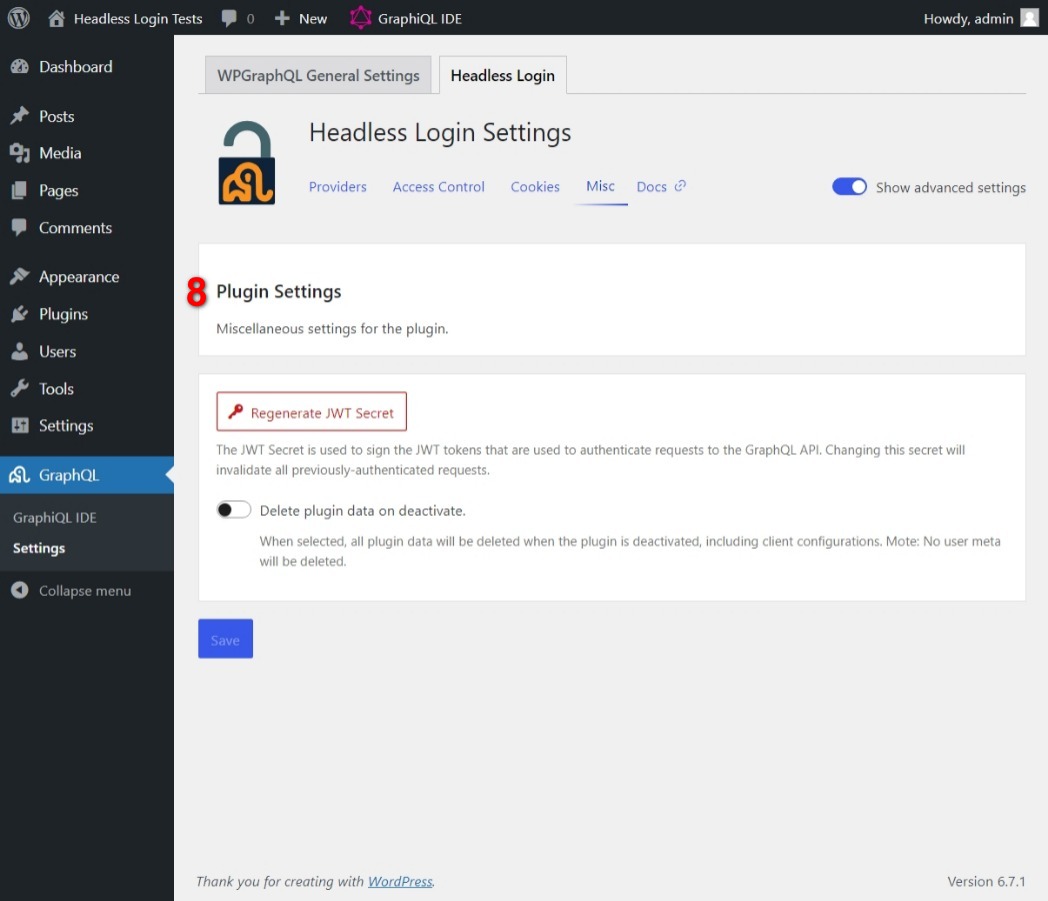 Headless Login Tests 0 New GraphiQL IDE Howdy, admin
Dashboard
Posts
Media
Pages
Comments
Appearance
Plugins
Users
Tools
Settings
GraphQL
GraphiQL IDE
Settings
Collapse menu
WPGraphQL General Settings Headless Login
Headless Login Settings
Providers Access Control Cookies Misc Docs Show advanced settings
8 Plugin Settings
Miscellaneous settings for the plugin.
Regenerate JWT Secret
The JWT Secret is used to sign the JWT tokens that are used to authenticate requests to the GraphQL API. Changing this secret will
invalidate all previously-authenticated requests.
Delete plugin data on deactivate.
When selected, all plugin data will be deleted when the plugin is deactivated, including client configurations. Mote: No user meta
will be deleted.
Save
Thank you for creating with WordPress. Version 6.7.1